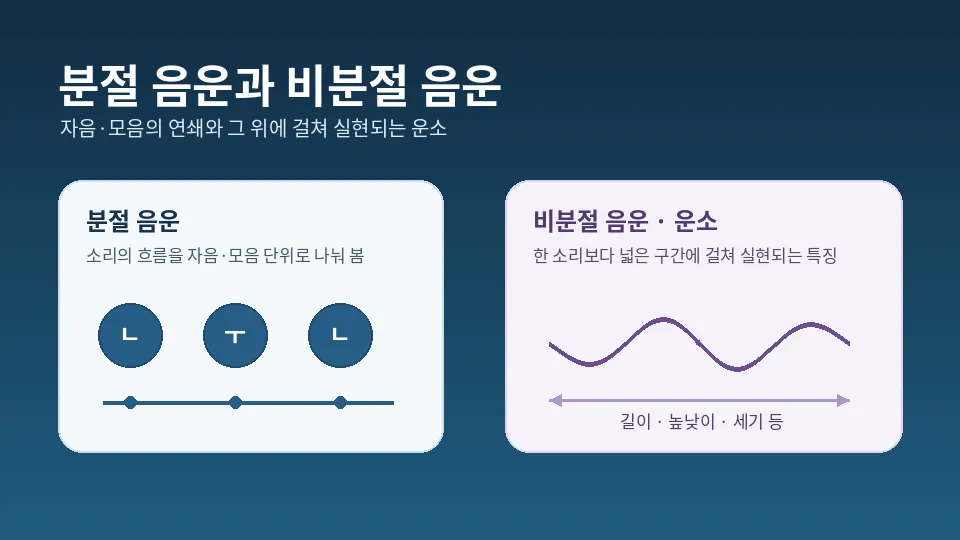 분절 음운과 비분절 음운
자음·모음의 연쇄와 그 위에 걸쳐 실현되는 운소
분절 음운
소리의 흐름을 자음·모음 단위로 나눠 봄
ㄴ ㅜ ㄴ
비분절 음운 · 운소
한 소리보다 넓은 구간에 걸쳐 실현되는 특징
길이 · 높낮이 · 세기 등